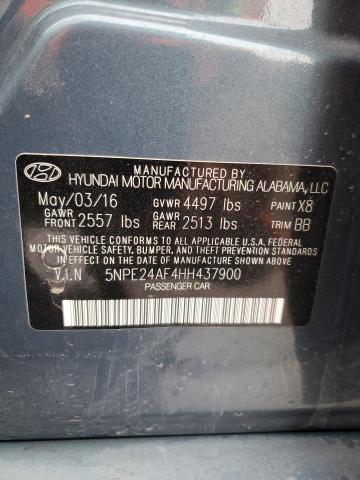 MANUFACTURED BY
HYUNDAI MOTOR MANUFACTURING ALABAMA, LLC
May/03/16 GVWR 4497 lbs PAINT X8
GAWR FRONT 2557 lbs GAWR REAR 2513 lbs TRIM BB
THIS VEHICLE CONFORMS TO ALL APPLICABLE U.S. FEDERAL
MOTOR VEHICLE SAFETY, BUMPER, AND THEFT PREVENTION STANDARDS
IN EFFECT ON THE DATE OF MANUFACTURE SHOWN ABOVE.
V.I.N 5NPE24AF4HH437900
PASSENGER CAR